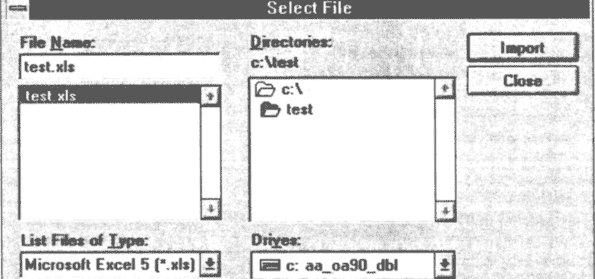 Select File
File Name:
test.xls
test.xls
List Files of Type:
Microsoft Excel 5 (*.xls)
Directories:
c:\test
c:\
test
Drives:
c: aa_oa90_dbl
Import
Close